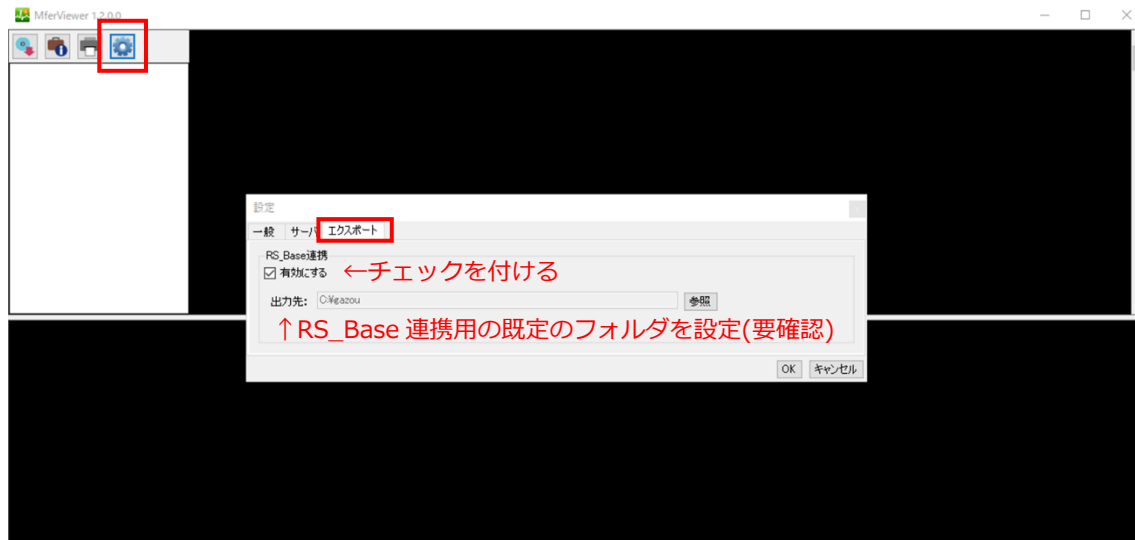 MferViewer 1.2.0.0
設定
一般 サーバ エクスポート
RS_Base連携
有効にする ←チェックを付ける
出力先: C:¥gazou 参照
↑RS_Base 連携用の既定のフォルダを設定(要確認)
OK キャンセル